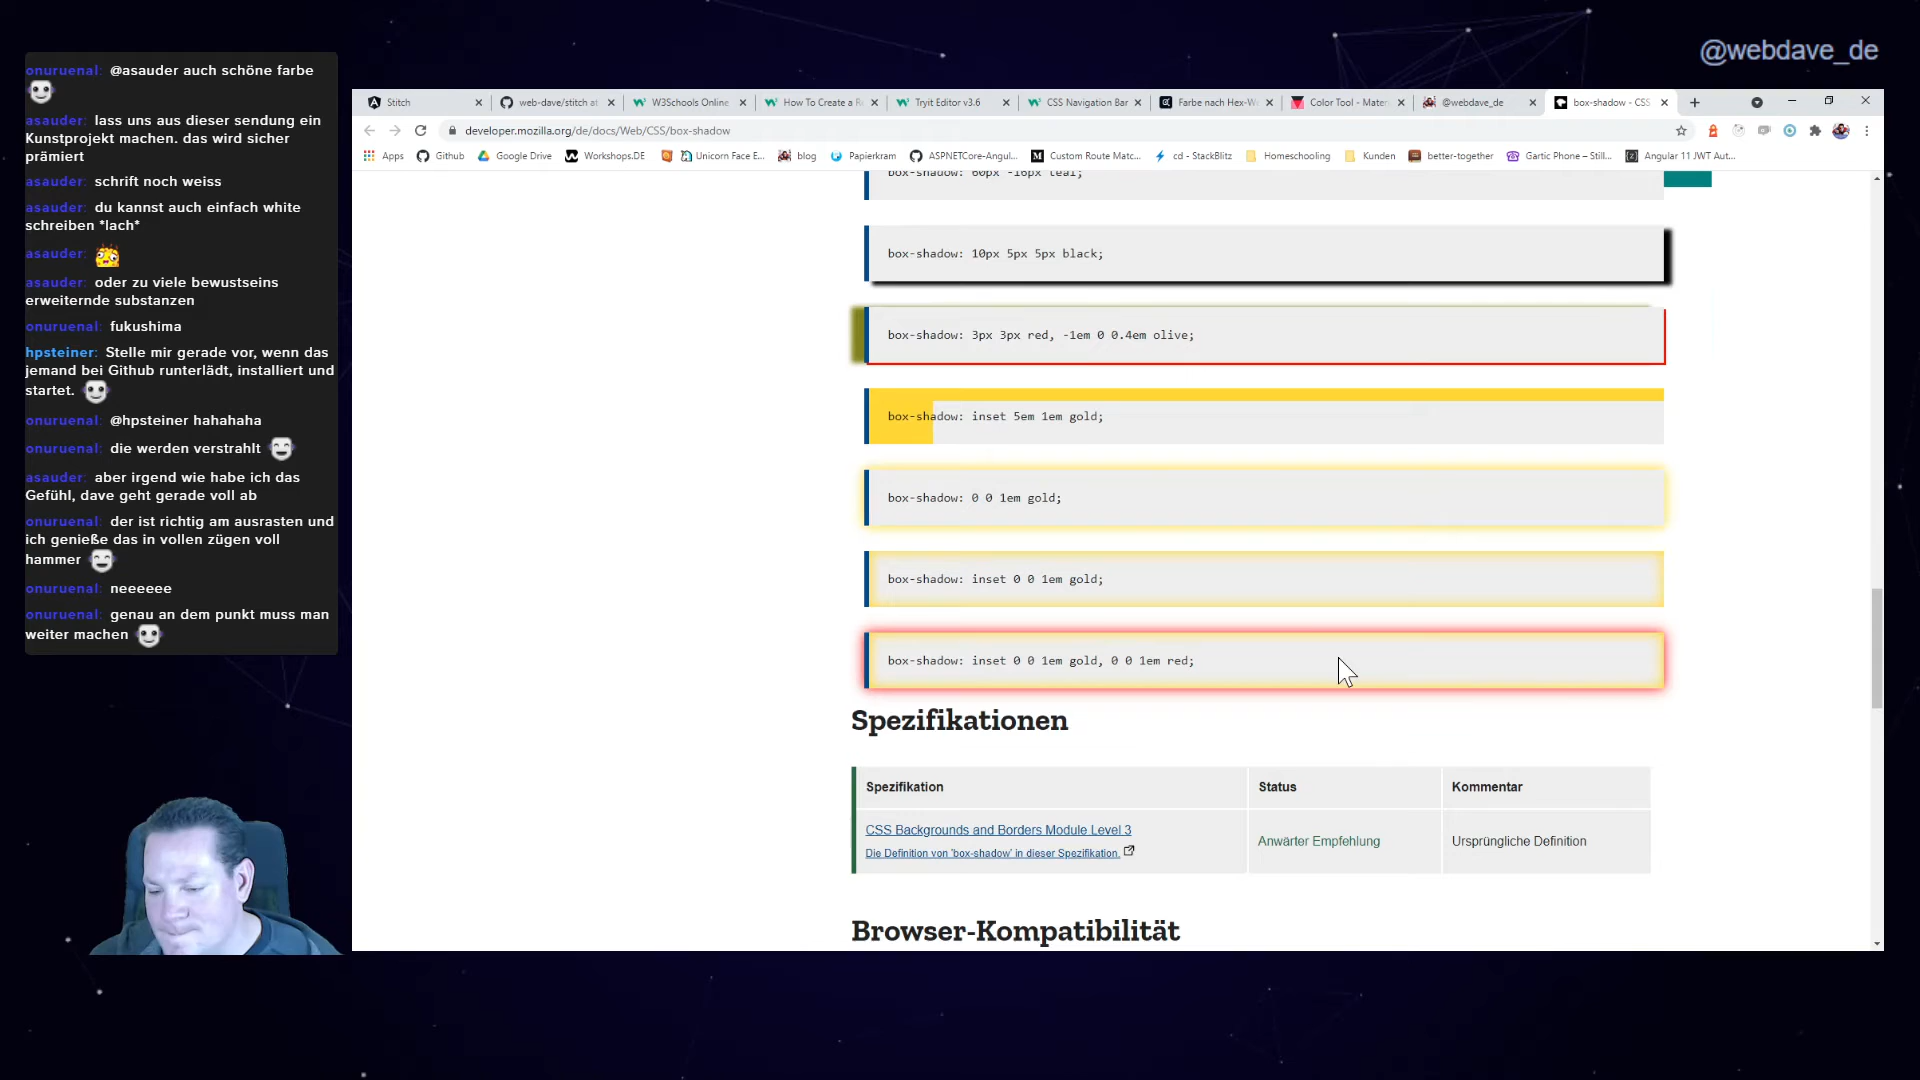 @webdave_de
onuruenal: @asauder auch schöne farbe
asauder: lass uns aus dieser sendung ein
Kunstprojekt machen. das wird sicher
prämiert
asauder: schrift noch weiss
asauder: du kannst auch einfach white
schreiben *lach*
asauder:
asauder: oder zu viele bewustseins
erweiternde substanzen
onuruenal: fukushima
hpsteiner: Stelle mir gerade vor, wenn das
jemand bei Github runterlädt, installiert und
startet.
onuruenal: @hpsteiner hahahaha
onuruenal: die werden verstrahlt
asauder: aber irgend wie habe ich das
Gefühl, dave geht gerade voll ab
onuruenal: der ist richtig am ausrasten und
ich genieße das in vollen zügen voll
hammer
onuruenal: neeeeee
onuruenal: genau an dem punkt muss man
weiter machen
Stitch
web-dave/stitch at
W3Schools Online
How To Create a R
Tryit Editor v3.6
CSS Navigation Bar
Farbe nach Hex-W
Color Tool - Mater
@webdave_de
box-shadow - CSS
developer.mozilla.org/de/docs/Web/CSS/box-shadow
Apps
Github
Google Drive
Workshops.DE
Unicorn Face E...
blog
Papierkram
ASPNETCore-Angul...
Custom Route Matc...
cd - StackBlitz
Homeschooling
Kunden
better-together
Gartic Phone – Still...
Angular 11 JWT Aut...
box-shadow: 60px -16px teal;
box-shadow: 10px 5px 5px black;
box-shadow: 3px 3px red, -1em 0 0.4em olive;
box-shadow: inset 5em 1em gold;
box-shadow: 0 0 1em gold;
box-shadow: inset 0 0 1em gold;
box-shadow: inset 0 0 1em gold, 0 0 1em red;
Spezifikationen
Spezifikation Status Kommentar
CSS Backgrounds and Borders Module Level 3
Die Definition von 'box-shadow' in dieser Spezifikation.
Anwärter Empfehlung
Ursprüngliche Definition
Browser-Kompatibilität